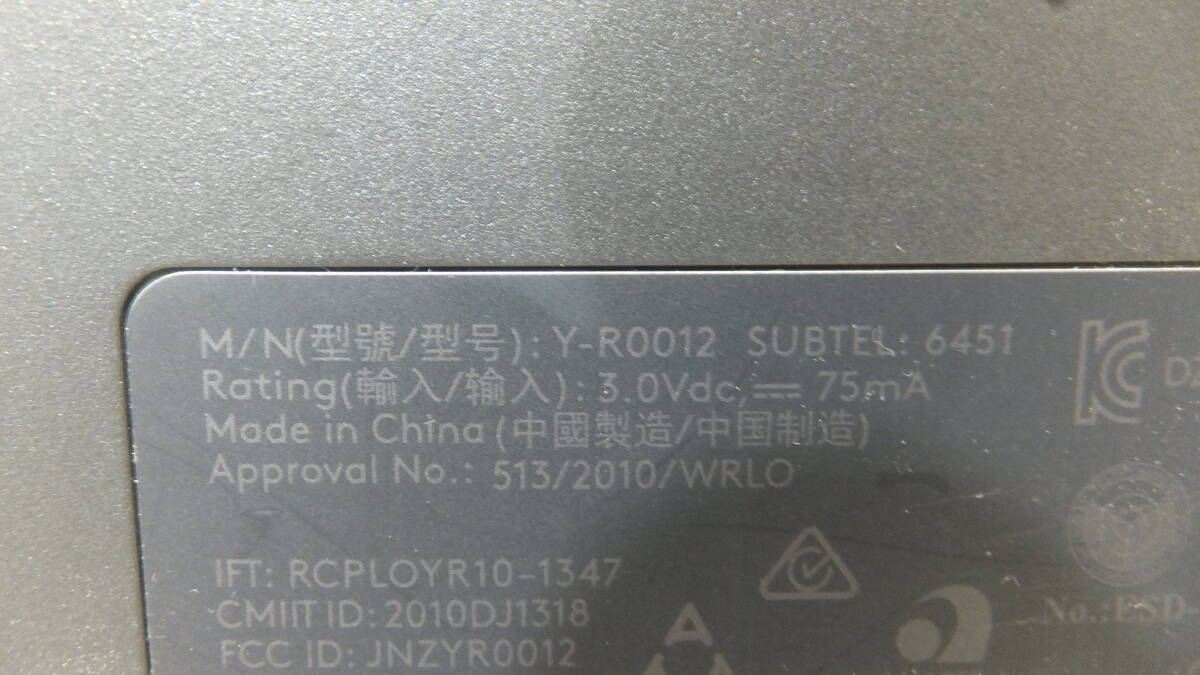 M/N(型號/型号): Y-R0012 SUBTEL: 6451
Rating(輸入/输入): 3.0Vdc, ⎓ 75mA
Made in China (中國製造/中国制造)
Approval No.: 513/2010/WRLO
IFT: RCPLOYR10-1347
CMIIT ID: 2010DJ1318
No.:ESD-
FCC ID: JNZYR0012